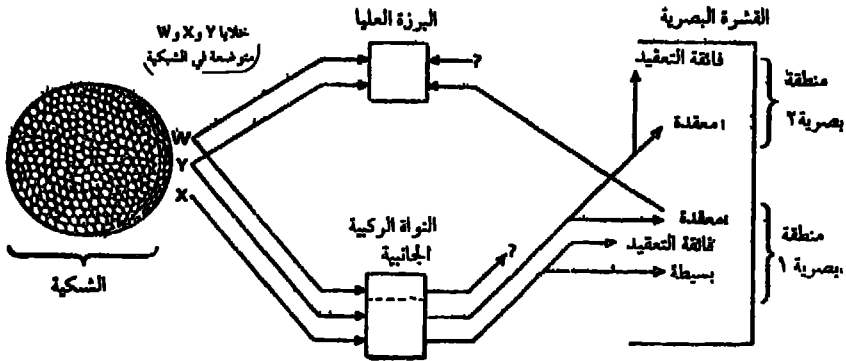 القشرة البصرية
فائقة التعقيد
معقدة
منطقة
بصرية ٢
معقدة
فائقة التعقيد
بسيطة
منطقة
بصرية ١
البرزة العليا
?
خلايا Y و X و W
متوضعة في الشبكية
W
Y
X
النواة الركبية
الجانبية
?
الشبكية